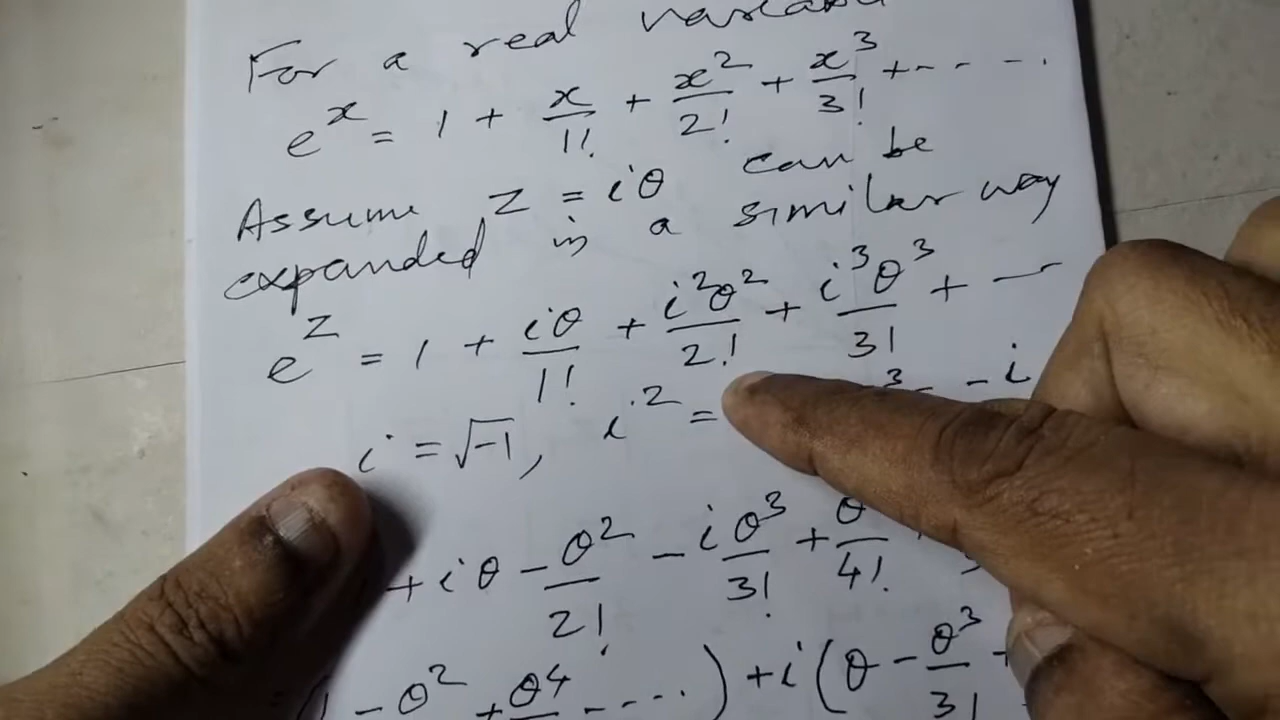 For a real
e^x = 1 + x/1! + x^2/2! + x^3/3! + - - - .
Assume z = iθ can be
expanded in a similar way
e^z = 1 + iθ/1! + i^2θ^2/2! + i^3θ^3/3! + —
i = √-1, i^2 = 3 - i
+ iθ - θ^2/2! - iθ^3/3! + θ/4!
- θ^2 + θ^4 - - - . . ) + i(θ - θ^3/3! +